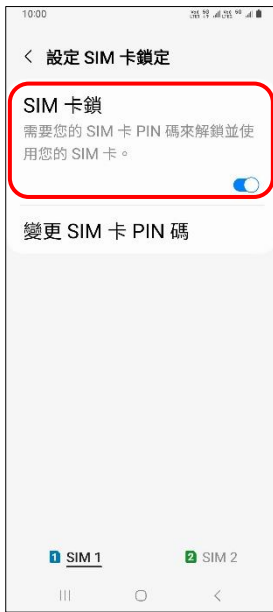 10:00
設定 SIM 卡鎖定
SIM 卡鎖
需要您的 SIM 卡 PIN 碼來解鎖並使
用您的 SIM 卡。
變更 SIM 卡 PIN 碼
1 SIM 1
2 SIM 2